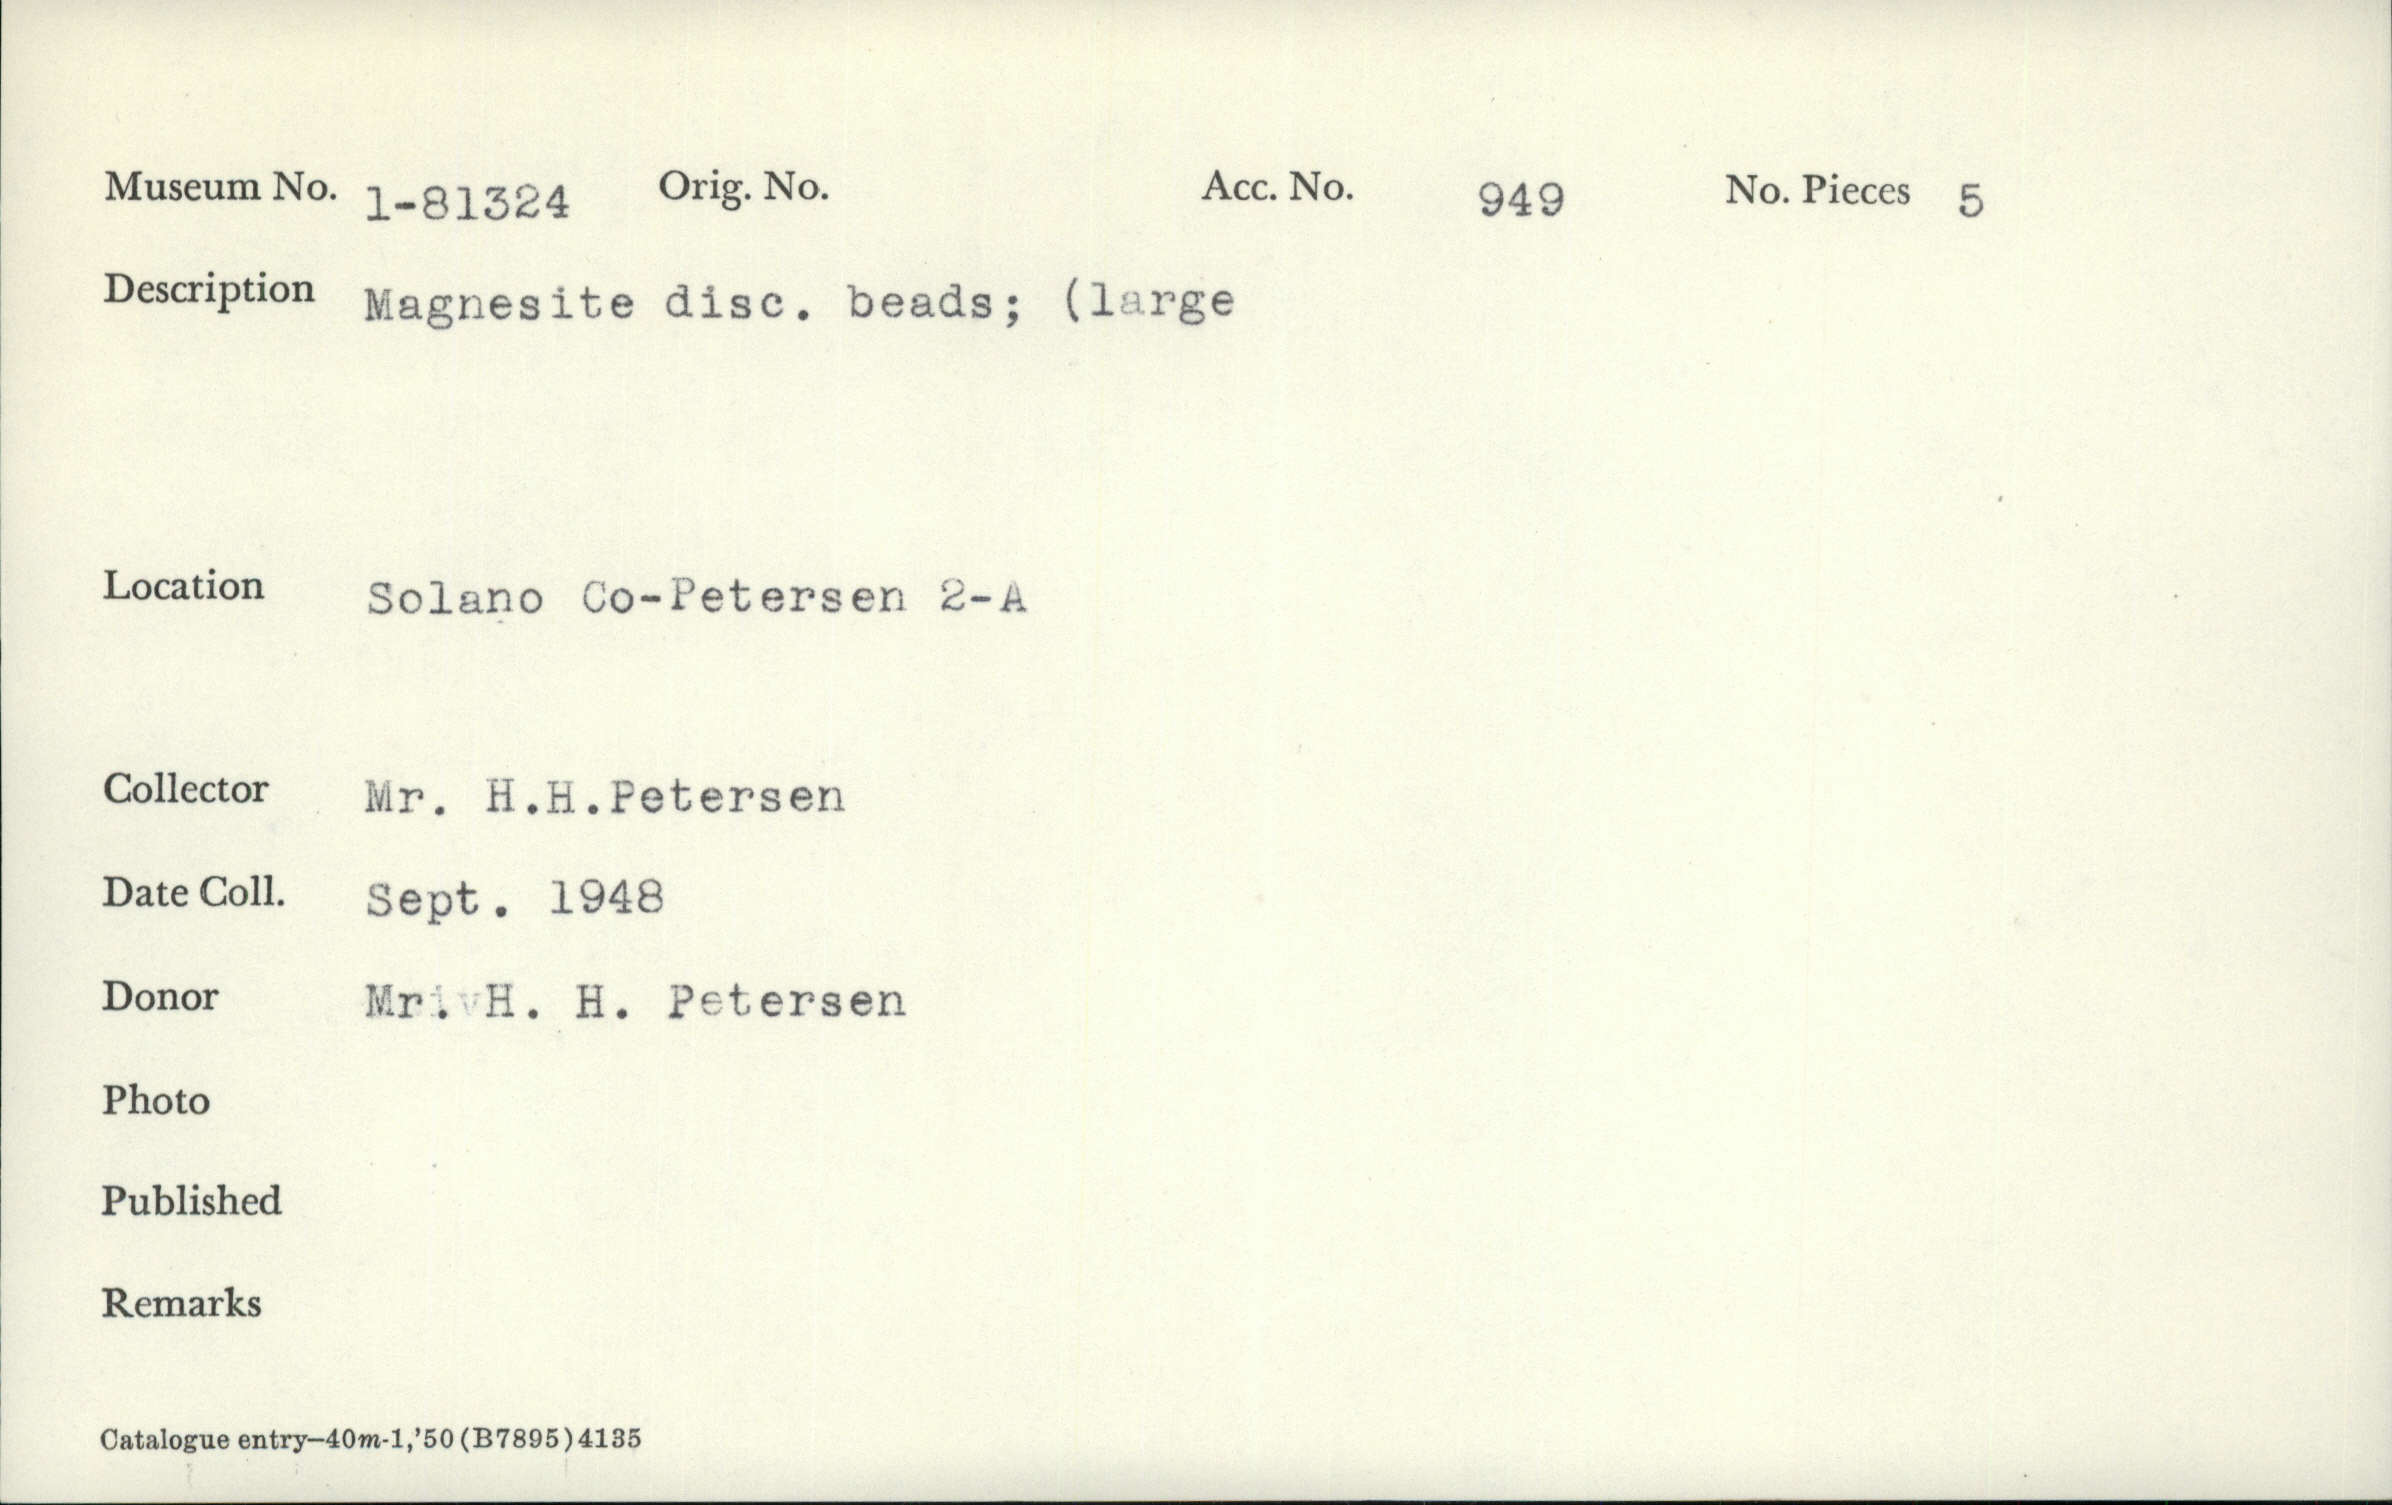 Museum No. 1-81324 Orig. No. Acc. No. 949 No. Pieces 5
Description Magnesite disc. beads; (large
Location Solano Co-Petersen 2-A
Collector Mr. H.H.Petersen
Date Coll. Sept. 1948
Donor Mr. H. H. Petersen
Photo
Published
Remarks
Catalogue entry—40m-1,'50(B7895)4135